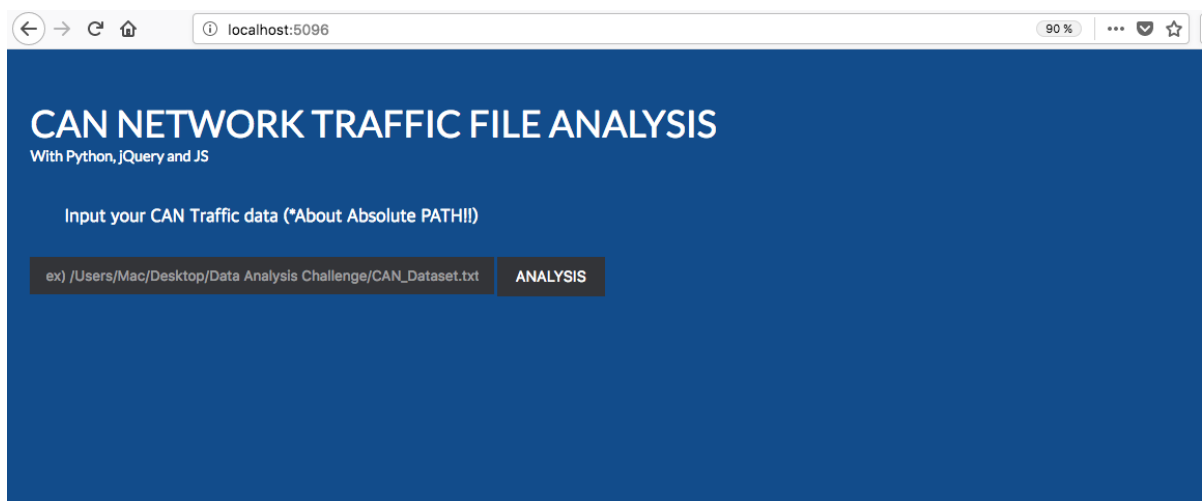 localhost:5096
90 %
CAN NETWORK TRAFFIC FILE ANALYSIS
With Python, jQuery and JS
Input your CAN Traffic data (*About Absolute PATH!!)
ex) /Users/Mac/Desktop/Data Analysis Challenge/CAN_Dataset.txt
ANALYSIS